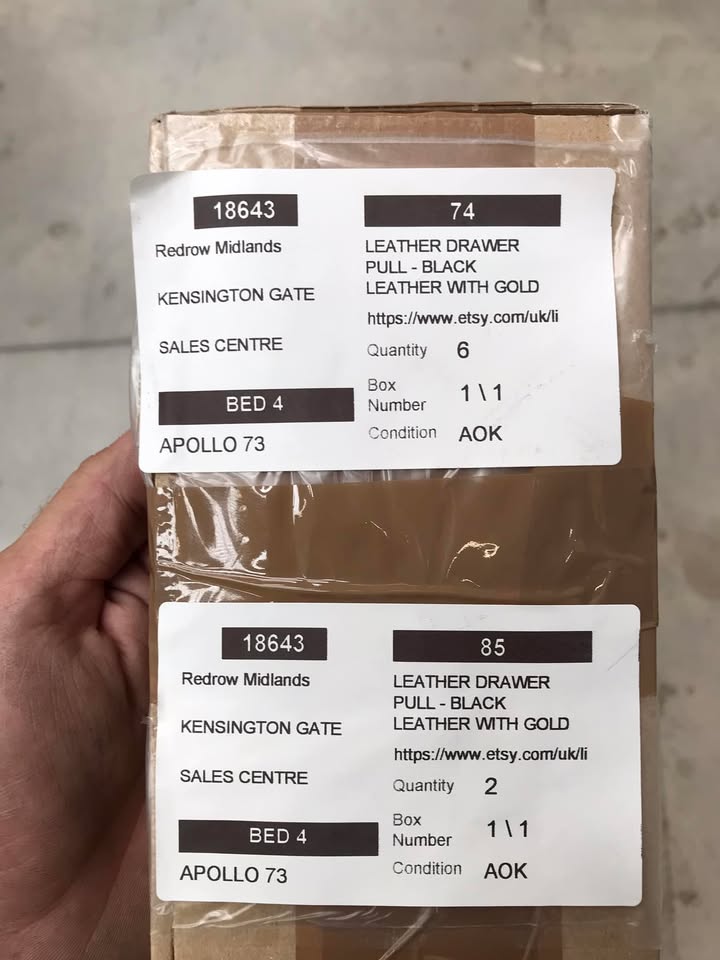 18643
Redrow Midlands
KENSINGTON GATE
SALES CENTRE
BED 4
APOLLO 73
74
LEATHER DRAWER
PULL - BLACK
LEATHER WITH GOLD
https://www.etsy.com/uk/li
Quantity 6
Box
Number 1 \ 1
Condition AOK
18643
Redrow Midlands
KENSINGTON GATE
SALES CENTRE
BED 4
APOLLO 73
85
LEATHER DRAWER
PULL - BLACK
LEATHER WITH GOLD
https://www.etsy.com/uk/li
Quantity 2
Box
Number 1 \ 1
Condition AOK